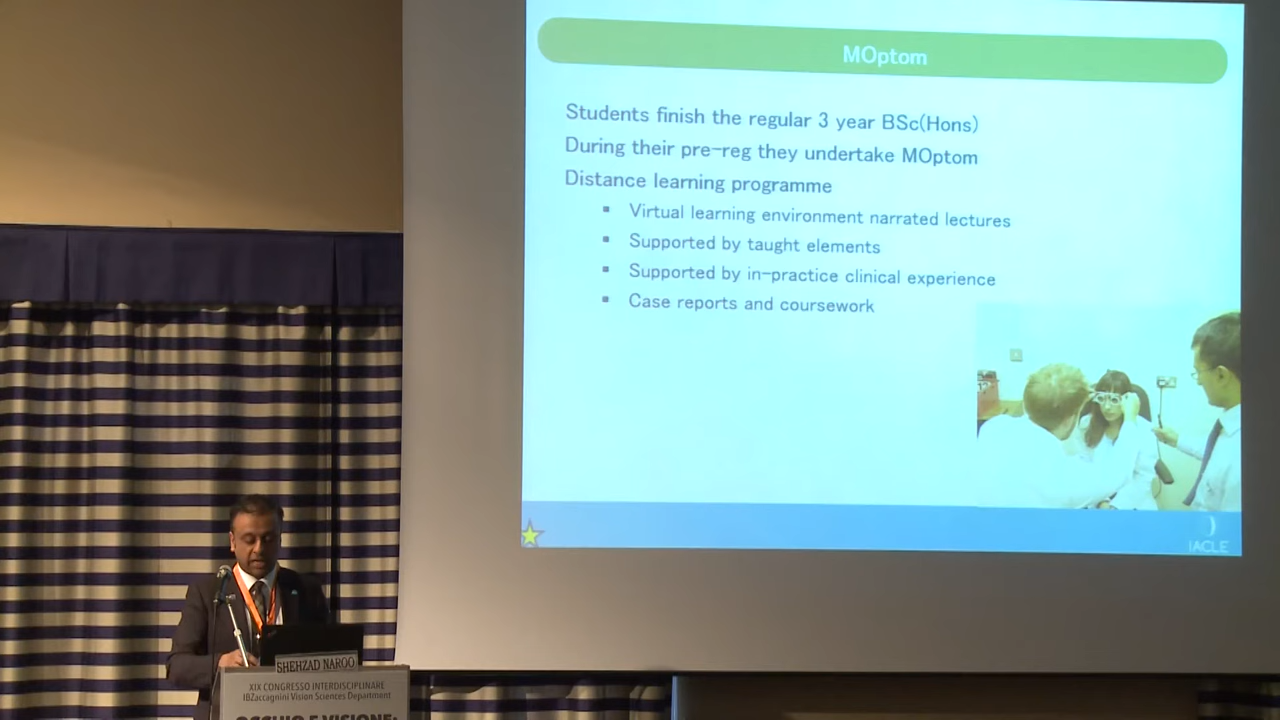 MOptom
Students finish the regular 3 year BSc(Hons)
During their pre-reg they undertake MOptom
Distance learning programme
▪ Virtual learning environment narrated lectures
▪ Supported by taught elements
▪ Supported by in-practice clinical experience
▪ Case reports and coursework
IACLE
SHEHZAD NAROO
XIX CONGRESSO INTERDISCIPLINARE
IBZaccagnini Vision Sciences Department
OCCHIO E VISIONE: